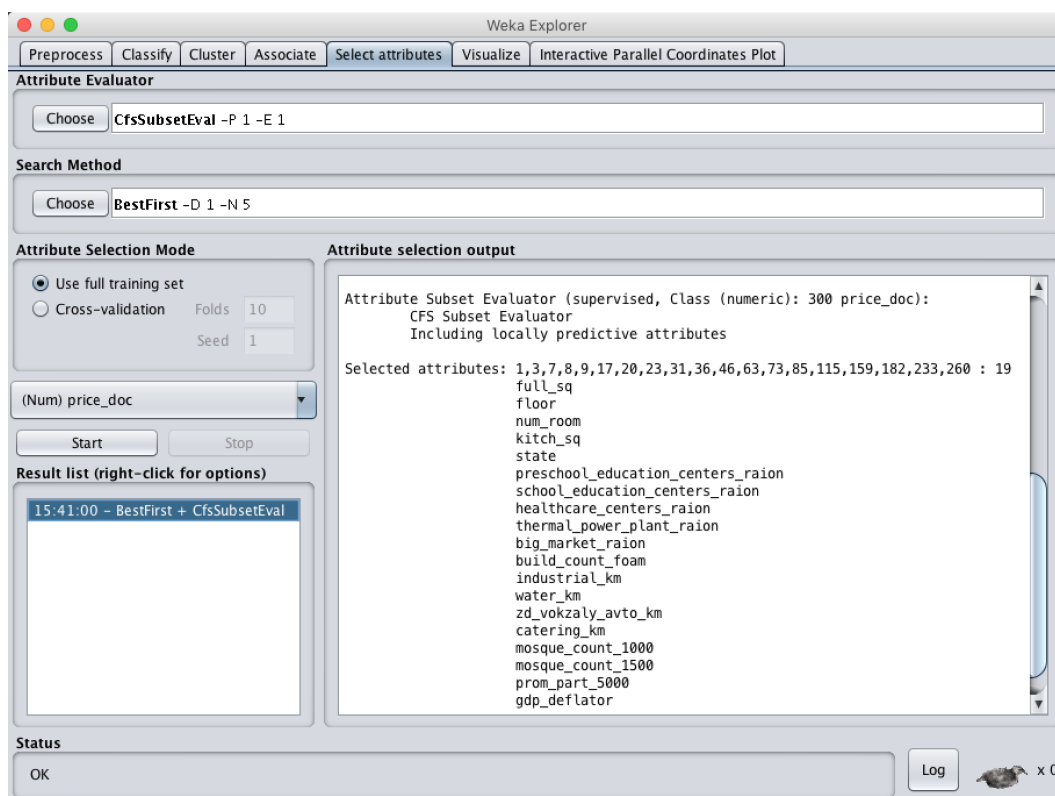 Weka Explorer
Preprocess Classify Cluster Associate Select attributes Visualize Interactive Parallel Coordinates Plot
Attribute Evaluator
Choose CfsSubsetEval -P 1 -E 1
Search Method
Choose BestFirst -D 1 -N 5
Attribute Selection Mode
Use full training set
Cross-validation Folds 10
Seed 1
(Num) price_doc
Start Stop
Result list (right-click for options)
15:41:00 - BestFirst + CfsSubsetEval
Attribute selection output
Attribute Subset Evaluator (supervised, Class (numeric): 300 price_doc):
CFS Subset Evaluator
Including locally predictive attributes
Selected attributes: 1,3,7,8,9,17,20,23,31,36,46,63,73,85,115,159,182,233,260 : 19
full_sq
floor
num_room
kitch_sq
state
preschool_education_centers_raion
school_education_centers_raion
healthcare_centers_raion
thermal_power_plant_raion
big_market_raion
build_count_foam
industrial_km
water_km
zd_vokzaly_avto_km
catering_km
mosque_count_1000
mosque_count_1500
prom_part_5000
gdp_deflator
Status
OK
Log x 0